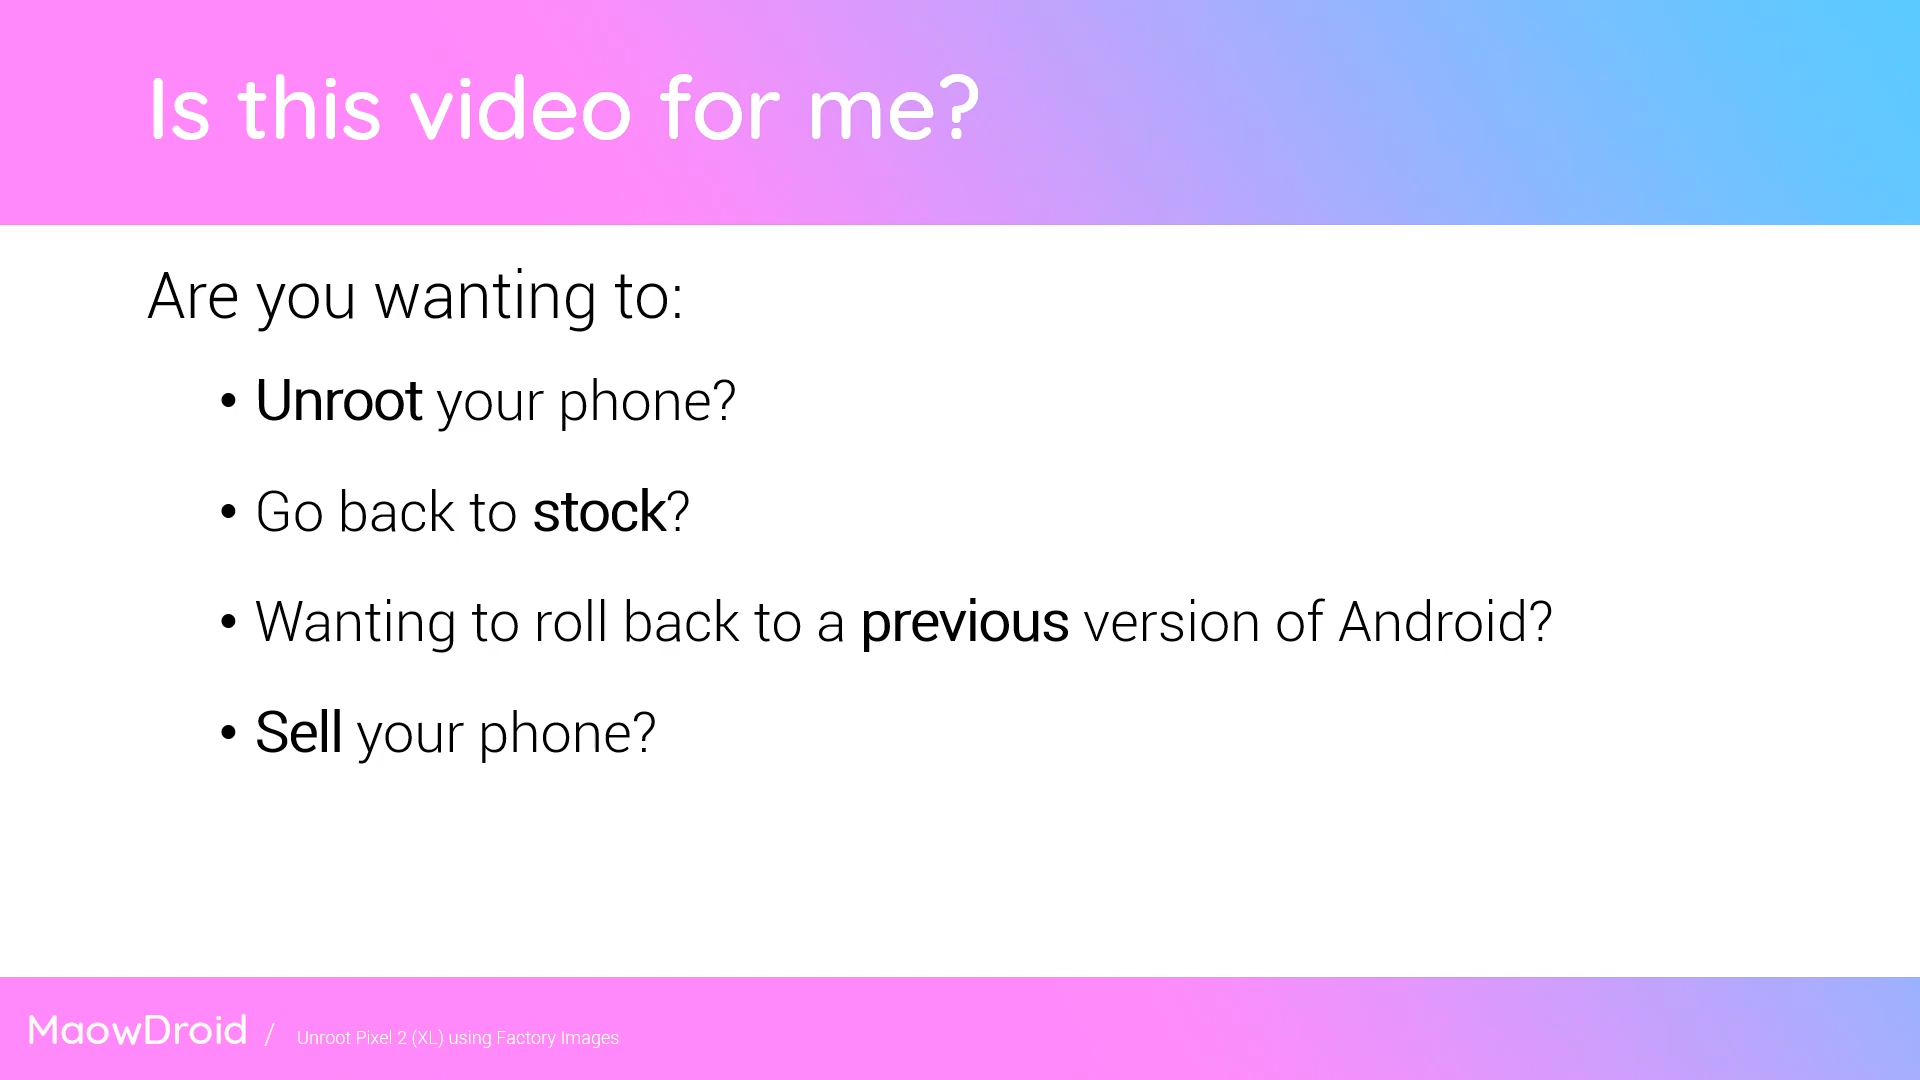 Is this video for me?
Are you wanting to:
• Unroot your phone?
• Go back to stock?
• Wanting to roll back to a previous version of Android?
• Sell your phone?
MaowDroid / Unroot Pixel 2 (XL) using Factory Images